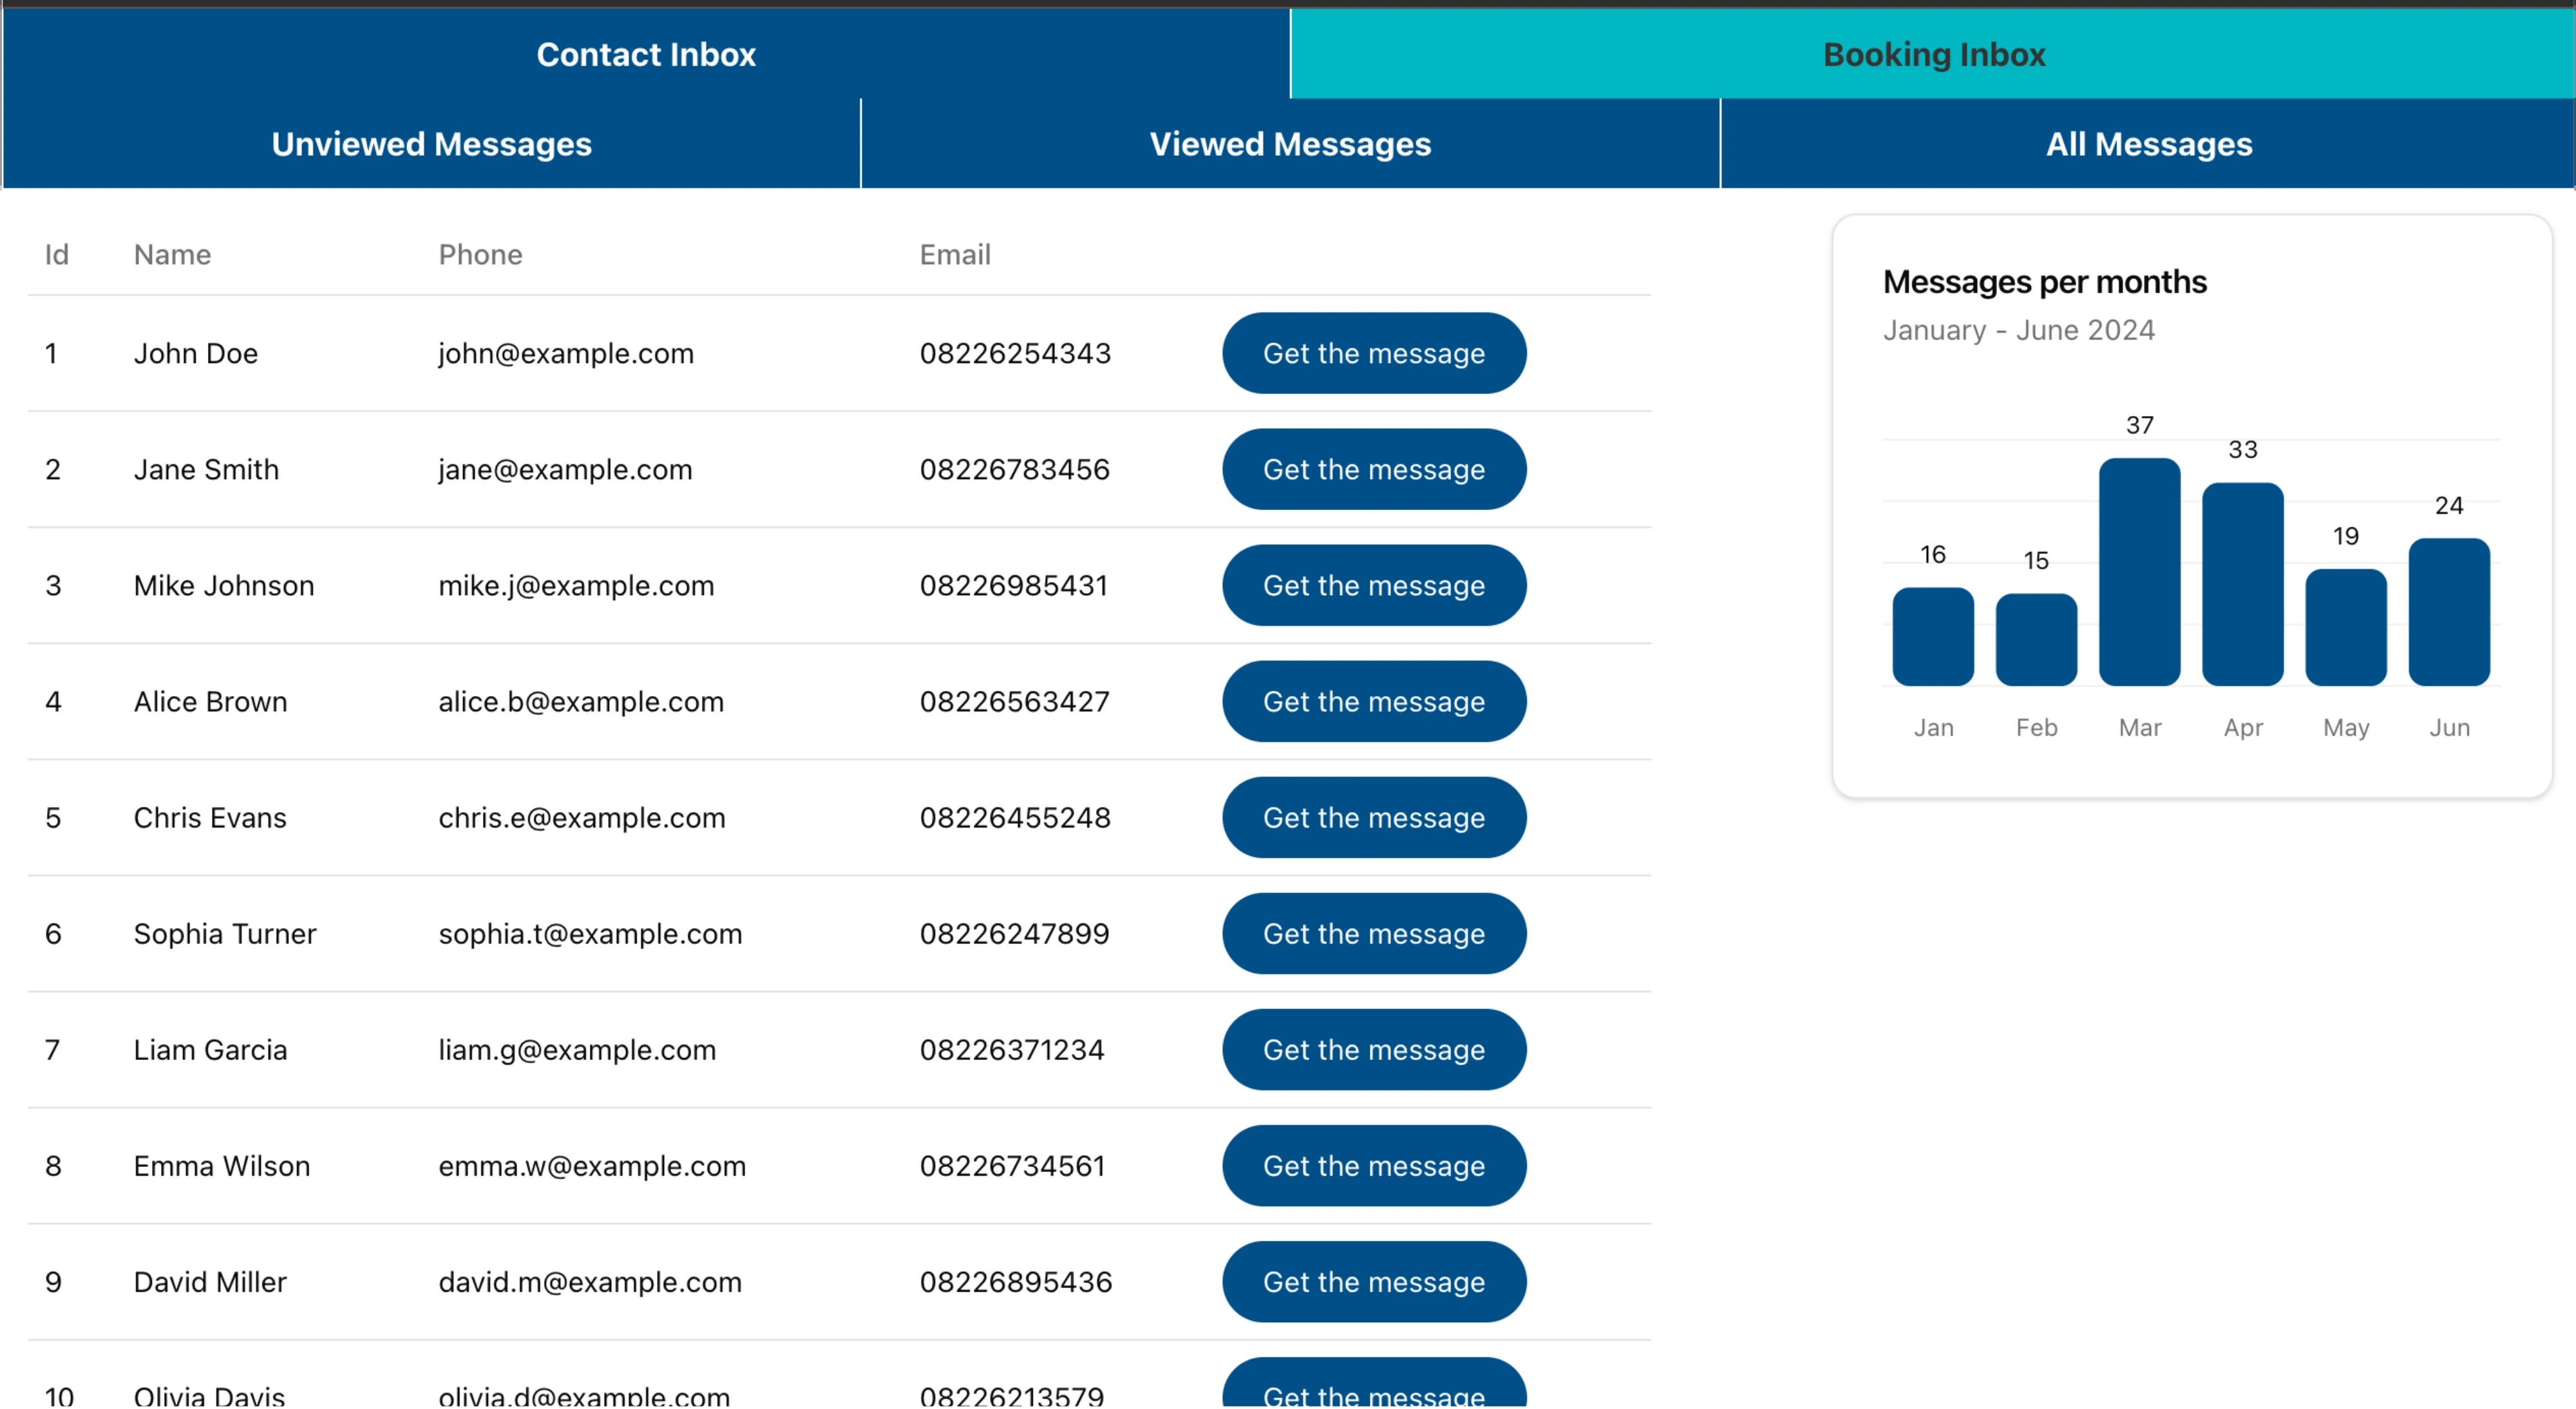 Contact Inbox Booking Inbox
Unviewed Messages Viewed Messages All Messages
Id Name Phone Email
1 John Doe john@example.com 08226254343 Get the message
2 Jane Smith jane@example.com 08226783456 Get the message
3 Mike Johnson mike.j@example.com 08226985431 Get the message
4 Alice Brown alice.b@example.com 08226563427 Get the message
5 Chris Evans chris.e@example.com 08226455248 Get the message
6 Sophia Turner sophia.t@example.com 08226247899 Get the message
7 Liam Garcia liam.g@example.com 08226371234 Get the message
8 Emma Wilson emma.w@example.com 08226734561 Get the message
9 David Miller david.m@example.com 08226895436 Get the message
10 Olivia Davis olivia.d@example.com 08226213579 Get the message
Messages per months
January - June 2024
37
33
24
19
16
15
Jan Feb Mar Apr May Jun